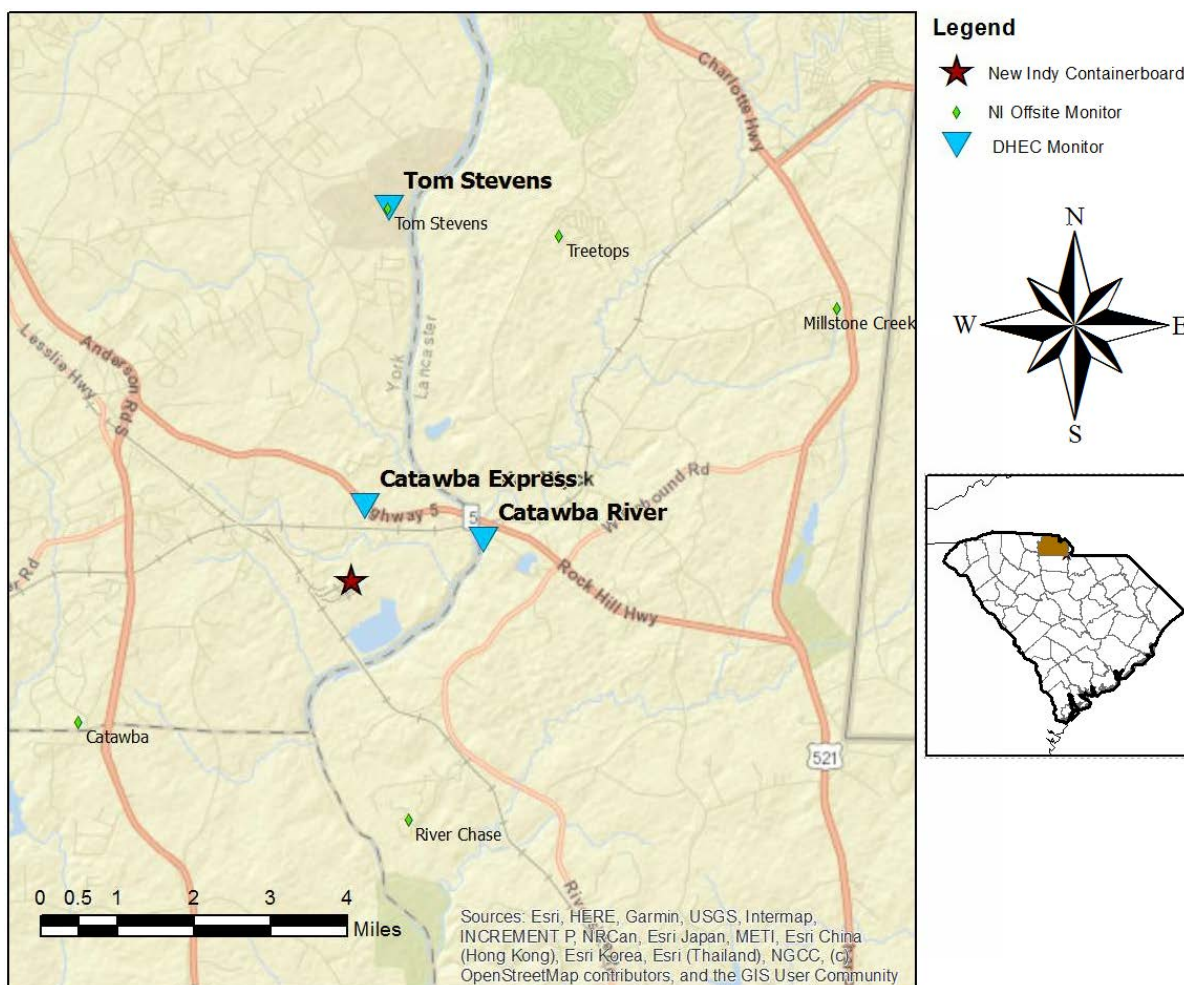 Legend
New Indy Containerboard
NI Offsite Monitor
DHEC Monitor
N
W
E
S
Charlotte Hwy
Tom Stevens
Tom Stevens
Treetops
Millstone Creek
Lesslie Hwy
Anderson Rd S
York
Lancaster
Catawba Express
Highway 5
5
Catawba River
Rock Hill Hwy
521
Catawba
River Chase
0 0.5 1 2 3 4
Miles
Sources: Esri, HERE, Garmin, USGS, Intermap,
INCREMENT P, NRCan, Esri Japan, METI, Esri China
(Hong Kong), Esri Korea, Esri (Thailand), NGCC, (c)
OpenStreetMap contributors, and the GIS User Community